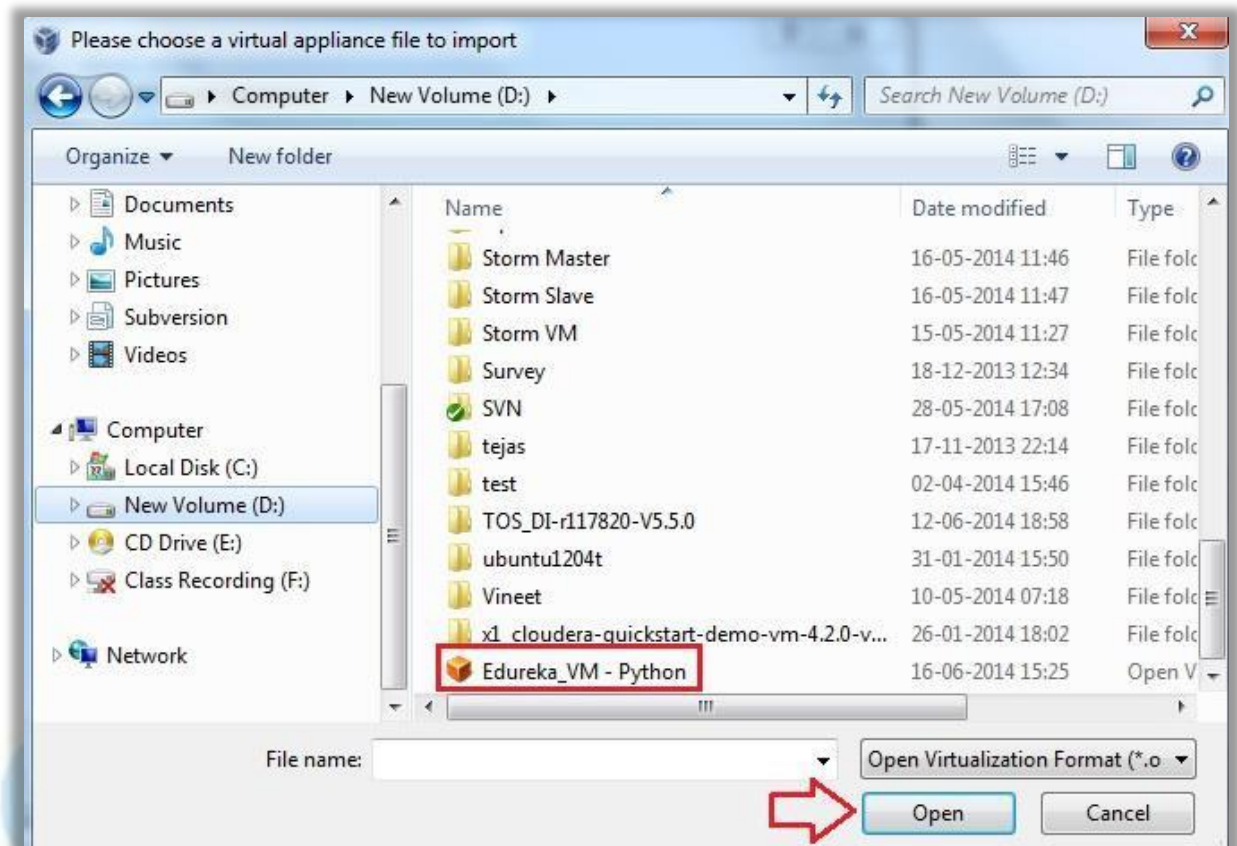 Please choose a virtual appliance file to import
Computer New Volume (D:)
Search New Volume (D:)
Organize New folder
Documents
Music
Pictures
Subversion
Videos
Computer
Local Disk (C:)
New Volume (D:)
CD Drive (E:)
Class Recording (F:)
Network
Name Date modified Type
Storm Master 16-05-2014 11:46 File folc
Storm Slave 16-05-2014 11:47 File folc
Storm VM 15-05-2014 11:27 File folc
Survey 18-12-2013 12:34 File folc
SVN 28-05-2014 17:08 File folc
tejas 17-11-2013 22:14 File folc
test 02-04-2014 15:46 File folc
TOS_DI-r117820-V5.5.0 12-06-2014 18:58 File folc
ubuntu1204t 31-01-2014 15:50 File folc
Vineet 10-05-2014 07:18 File folc
x1_cloudera-quickstart-demo-vm-4.2.0-v... 26-01-2014 18:02 File folc
Edureka_VM - Python 16-06-2014 15:25 Open V
File name:
Open Virtualization Format (*.o
Open Cancel